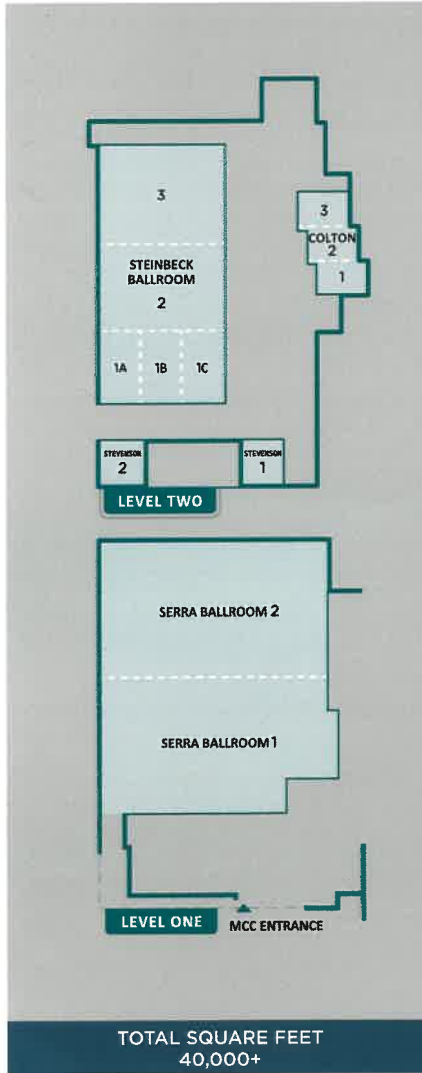 3
STEINBECK
BALLROOM
2
1A 1B 1C
3
COLTON
2
1
STEVENSON
2
STEVENSON
1
LEVEL TWO
SERRA BALLROOM 2
SERRA BALLROOM 1
LEVEL ONE
MCC ENTRANCE
TOTAL SQUARE FEET
40,000+